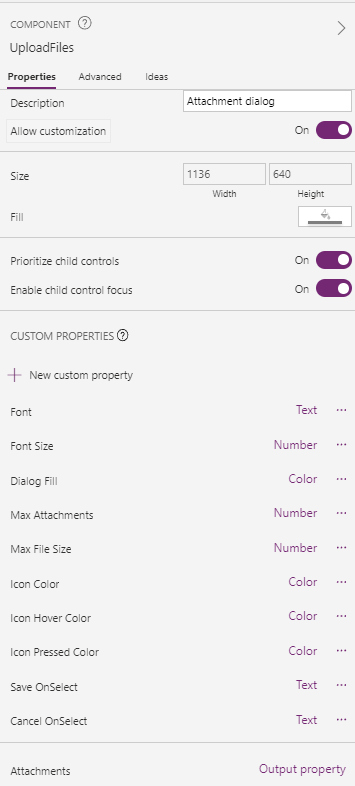 COMPONENT
UploadFiles
Properties Advanced Ideas
Description Attachment dialog
Allow customization On
Size 1136 640
Width Height
Fill
Prioritize child controls On
Enable child control focus On
CUSTOM PROPERTIES
New custom property
Font Text
Font Size Number
Dialog Fill Color
Max Attachments Number
Max File Size Number
Icon Color Color
Icon Hover Color Color
Icon Pressed Color Color
Save OnSelect Text
Cancel OnSelect Text
Attachments Output property